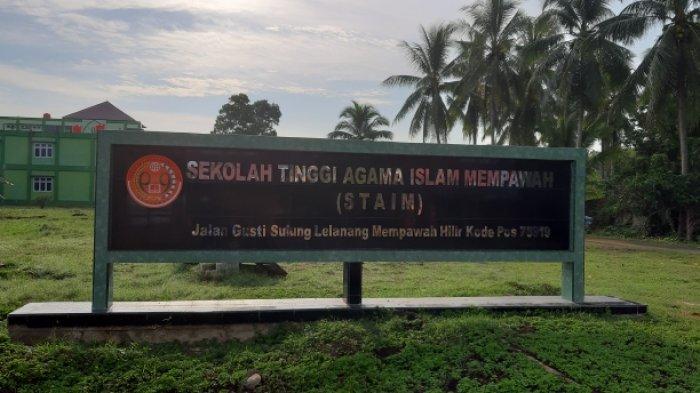 SEKOLAH TINGGI AGAMA ISLAM MEMPAWAH
(STAIM)
Jalan Gusti Sulung Lelanang Mempawah Hilir Kode Pos 78919